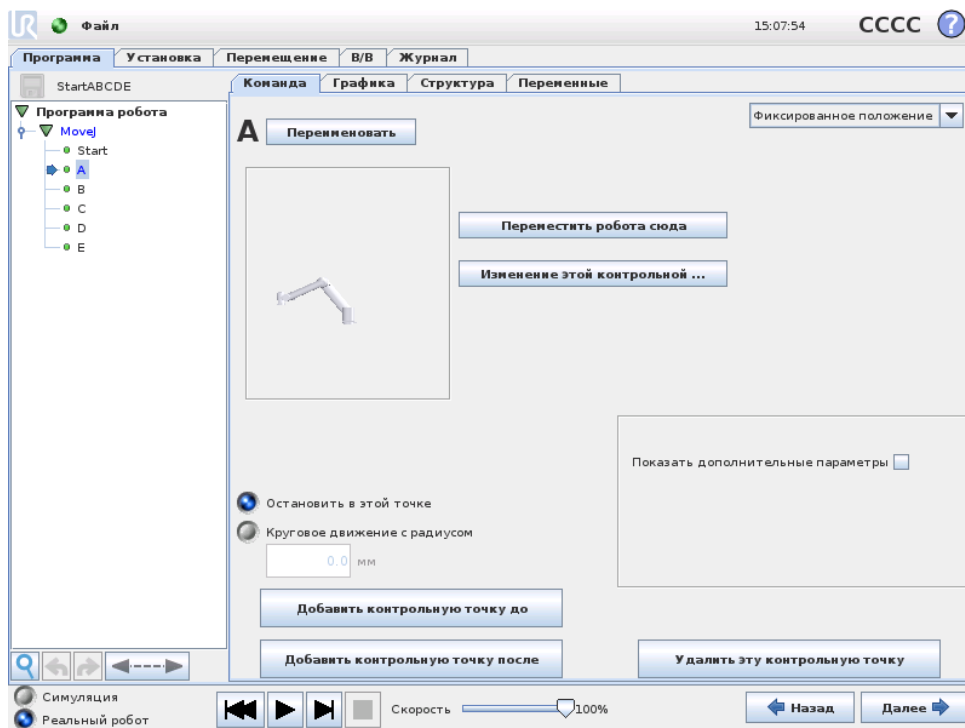 UR Файл 15:07:54 CCCC ?
Программа Установка Перемещение В/В Журнал
StartABCDE
Команда Графика Структура Переменные
Программа робота
MoveJ
Start
A
B
C
D
E
A Переименовать
Фиксированное положение
Переместить робота сюда
Изменение этой контрольной ...
Показать дополнительные параметры
Остановить в этой точке
Круговое движение с радиусом
0.0 мм
Добавить контрольную точку до
Добавить контрольную точку после
Удалить эту контрольную точку
Симуляция
Реальный робот
Скорость 100%
Назад Далее